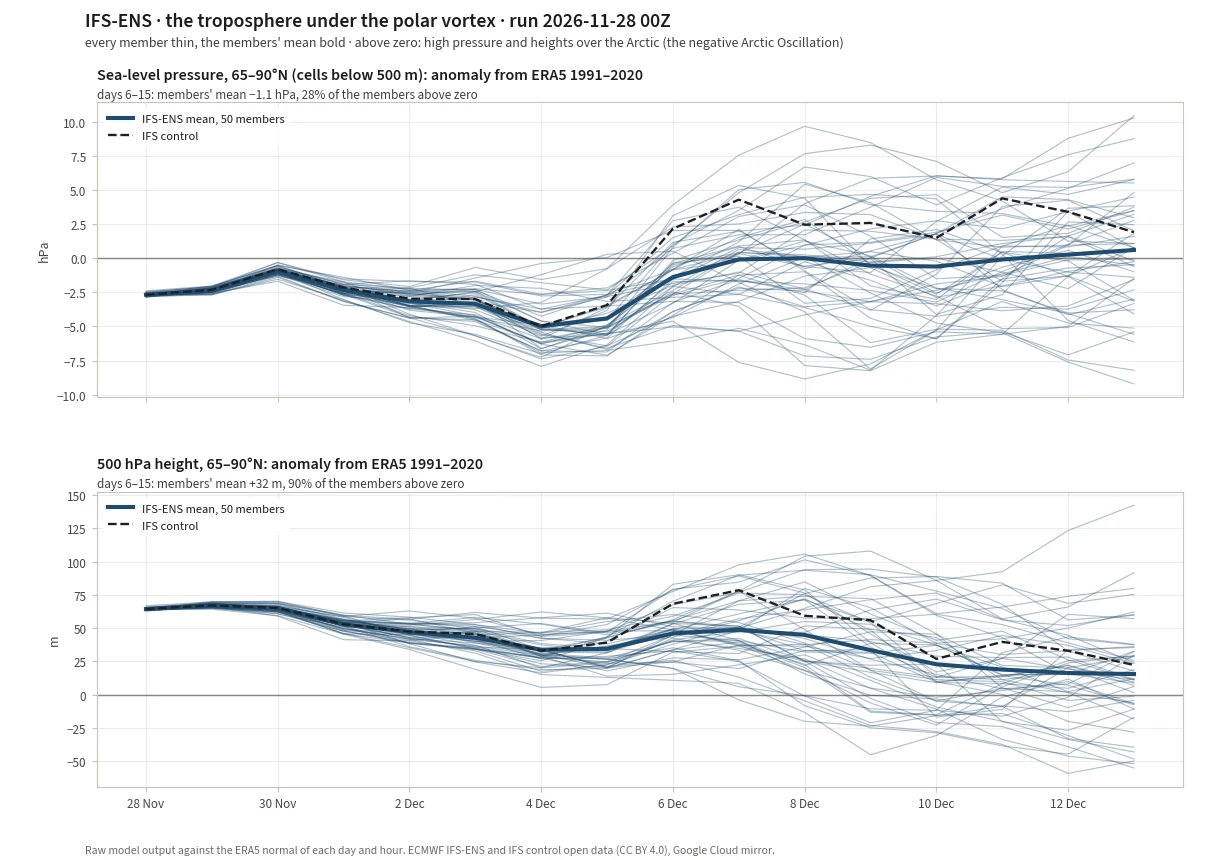 IFS-ENS · the troposphere under the polar vortex · run 2026-11-28 00Z
every member thin, the members' mean bold · above zero: high pressure and heights over the Arctic (the negative Arctic Oscillation)
Sea-level pressure, 65–90°N (cells below 500 m): anomaly from ERA5 1991–2020
days 6–15: members' mean −1.1 hPa, 28% of the members above zero
IFS-ENS mean, 50 members
IFS control
10.0
7.5
5.0
2.5
0.0
−2.5
−5.0
−7.5
−10.0
hPa
500 hPa height, 65–90°N: anomaly from ERA5 1991–2020
days 6–15: members' mean +32 m, 90% of the members above zero
IFS-ENS mean, 50 members
IFS control
150
125
100
75
50
25
0
−25
−50
m
28 Nov 30 Nov 2 Dec 4 Dec 6 Dec 8 Dec 10 Dec 12 Dec
Raw model output against the ERA5 normal of each day and hour. ECMWF IFS-ENS and IFS control open data (CC BY 4.0), Google Cloud mirror.